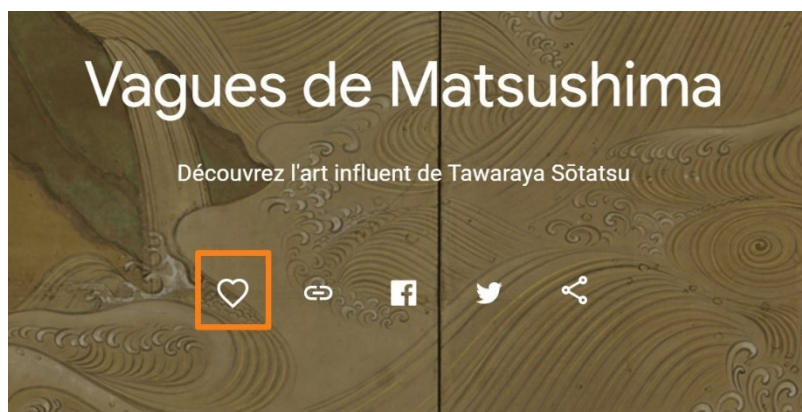 Vagues de Matsushima
Découvrez l'art influent de Tawaraya Sōtatsu